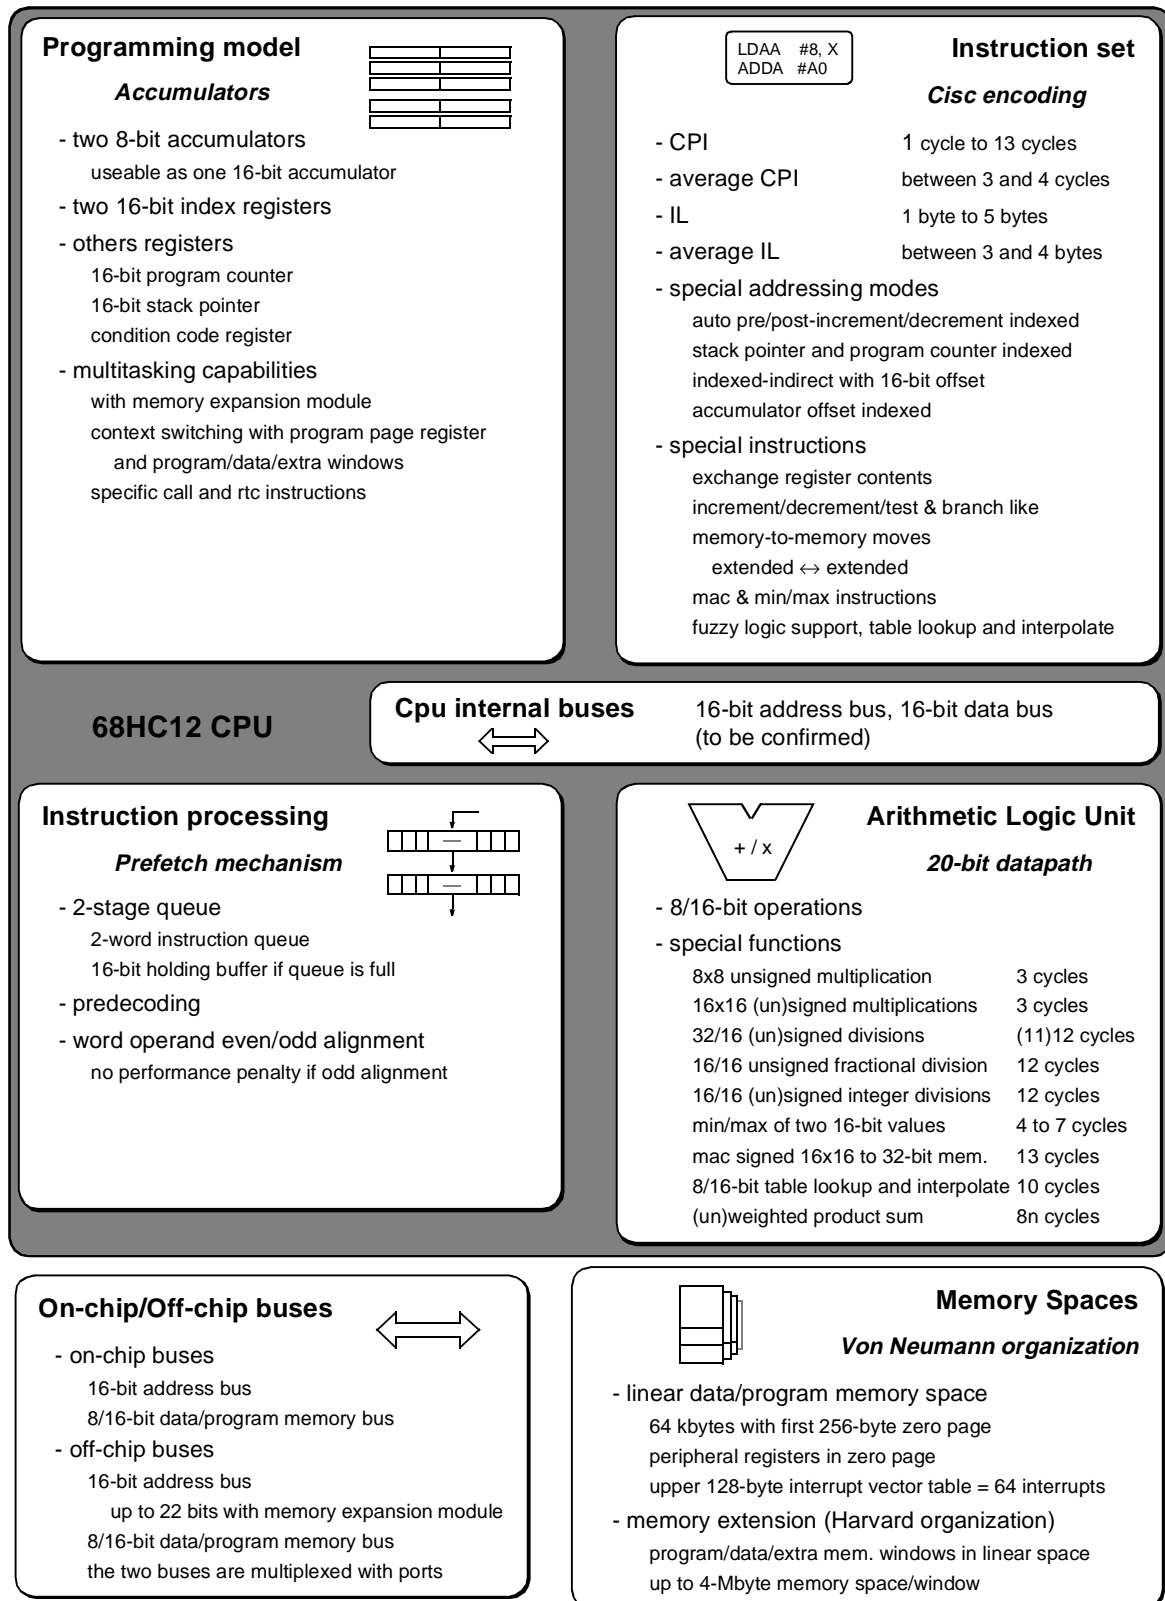 Programming model
Accumulators
- two 8-bit accumulators
useable as one 16-bit accumulator
- two 16-bit index registers
- others registers
16-bit program counter
16-bit stack pointer
condition code register
- multitasking capabilities
with memory expansion module
context switching with program page register
and program/data/extra windows
specific call and rtc instructions
LDAA #8, X
ADDA #A0
Instruction set
Cisc encoding
- CPI 1 cycle to 13 cycles
- average CPI between 3 and 4 cycles
- IL 1 byte to 5 bytes
- average IL between 3 and 4 bytes
- special addressing modes
auto pre/post-increment/decrement indexed
stack pointer and program counter indexed
indexed-indirect with 16-bit offset
accumulator offset indexed
- special instructions
exchange register contents
increment/decrement/test & branch like
memory-to-memory moves
extended ↔ extended
mac & min/max instructions
fuzzy logic support, table lookup and interpolate
68HC12 CPU
Cpu internal buses 16-bit address bus, 16-bit data bus
(to be confirmed)
Instruction processing
Prefetch mechanism
- 2-stage queue
2-word instruction queue
16-bit holding buffer if queue is full
- predecoding
- word operand even/odd alignment
no performance penalty if odd alignment
+ / x
Arithmetic Logic Unit
20-bit datapath
- 8/16-bit operations
- special functions
8x8 unsigned multiplication 3 cycles
16x16 (un)signed multiplications 3 cycles
32/16 (un)signed divisions (11)12 cycles
16/16 unsigned fractional division 12 cycles
16/16 (un)signed integer divisions 12 cycles
min/max of two 16-bit values 4 to 7 cycles
mac signed 16x16 to 32-bit mem. 13 cycles
8/16-bit table lookup and interpolate 10 cycles
(un)weighted product sum 8n cycles
On-chip/Off-chip buses
- on-chip buses
16-bit address bus
8/16-bit data/program memory bus
- off-chip buses
16-bit address bus
up to 22 bits with memory expansion module
8/16-bit data/program memory bus
the two buses are multiplexed with ports
Memory Spaces
Von Neumann organization
- linear data/program memory space
64 kbytes with first 256-byte zero page
peripheral registers in zero page
upper 128-byte interrupt vector table = 64 interrupts
- memory extension (Harvard organization)
program/data/extra mem. windows in linear space
up to 4-Mbyte memory space/window